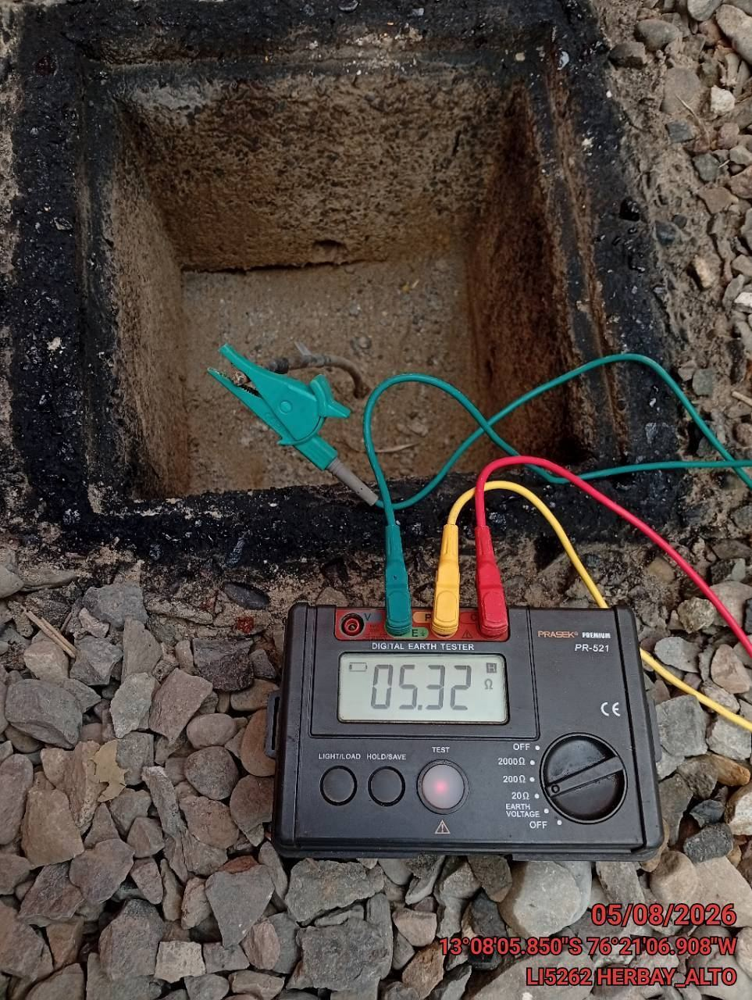 V
P
C
E
DIGITAL EARTH TESTER
PRASEK® PREMIUM
PR-521
05.32
H
Ω
CE
LIGHT/LOAD HOLD/SAVE TEST
OFF
2000Ω
200Ω
20Ω
EARTH
VOLTAGE
OFF
05/08/2026
13°08'05.850"S 76°21'06.908"W
LI5262 HERBAY_ALTO